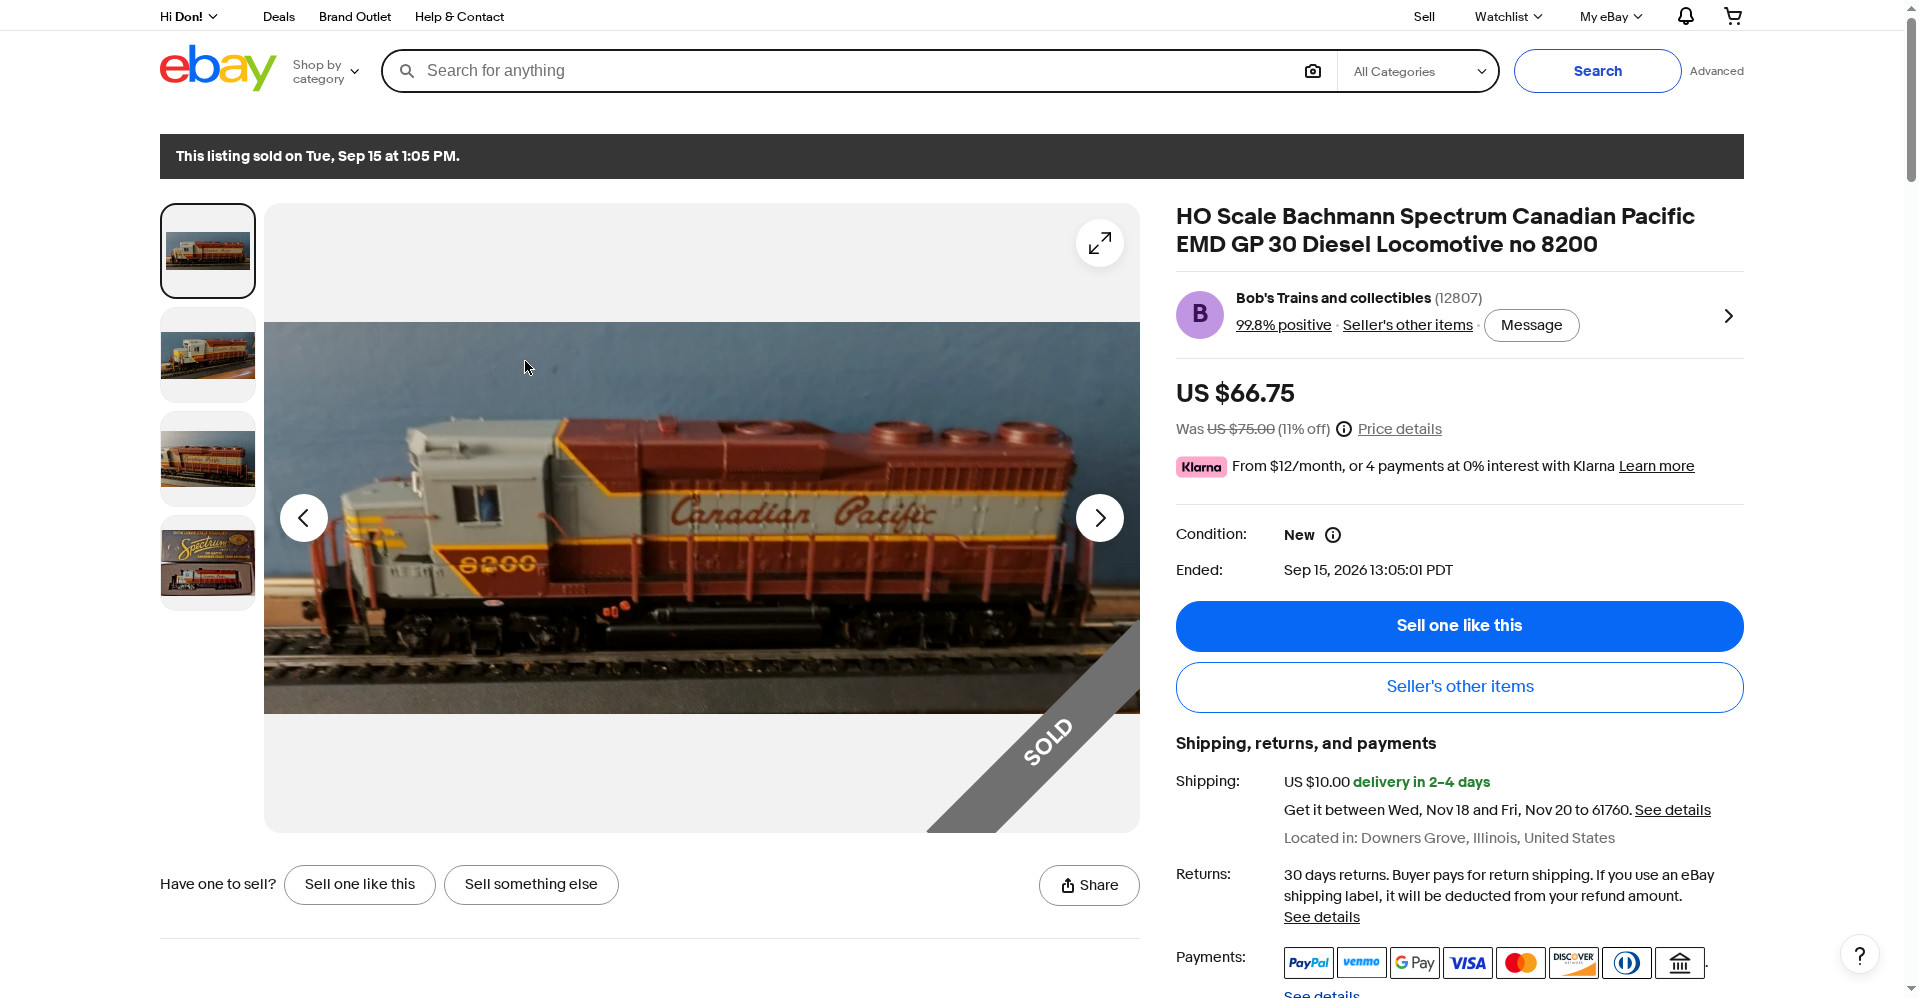 Hi Don!
Deals
Brand Outlet
Help & Contact
Sell
Watchlist
My eBay
ebay
Shop by category
Search for anything
All Categories
Search
Advanced
This listing sold on Tue, Sep 15 at 1:05 PM.
Canadian Pacific
8200
SOLD
Spectrum
HO Scale Bachmann Spectrum Canadian Pacific
EMD GP 30 Diesel Locomotive no 8200
B
Bob's Trains and collectibles (12807)
99.8% positive · Seller's other items · Message
US $66.75
Was US $75.00 (11% off) Price details
Klarna From $12/month, or 4 payments at 0% interest with Klarna Learn more
Condition: New
Ended: Sep 15, 2026 13:05:01 PDT
Sell one like this
Seller's other items
Shipping, returns, and payments
Shipping: US $10.00 delivery in 2–4 days
Get it between Wed, Nov 18 and Fri, Nov 20 to 61760. See details
Located in: Downers Grove, Illinois, United States
Returns: 30 days returns. Buyer pays for return shipping. If you use an eBay
shipping label, it will be deducted from your refund amount.
See details
Payments: PayPal venmo G Pay VISA DISCOVER .
See details
Have one to sell? Sell one like this Sell something else
Share
?